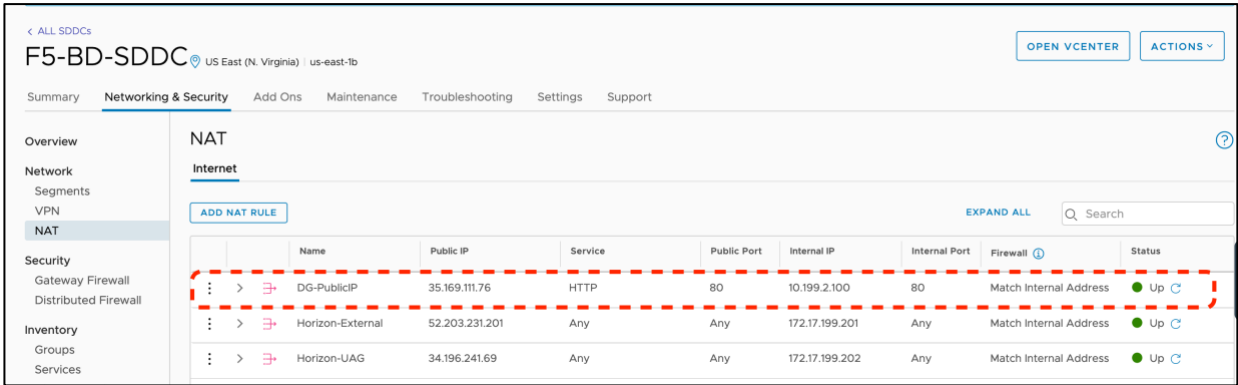 < ALL SDDCs
F5-BD-SDDC US East (N. Virginia) us-east-1b
OPEN VCENTER
ACTIONS
Summary Networking & Security Add Ons Maintenance Troubleshooting Settings Support
Overview
Network
Segments
VPN
NAT
Security
Gateway Firewall
Distributed Firewall
Inventory
Groups
Services
NAT
Internet
ADD NAT RULE
EXPAND ALL
Search
Name Public IP Service Public Port Internal IP Internal Port Firewall Status
DG-PublicIP 35.169.111.76 HTTP 80 10.199.2.100 80 Match Internal Address Up
Horizon-External 52.203.231.201 Any Any 172.17.199.201 Any Match Internal Address Up
Horizon-UAG 34.196.241.69 Any Any 172.17.199.202 Any Match Internal Address Up